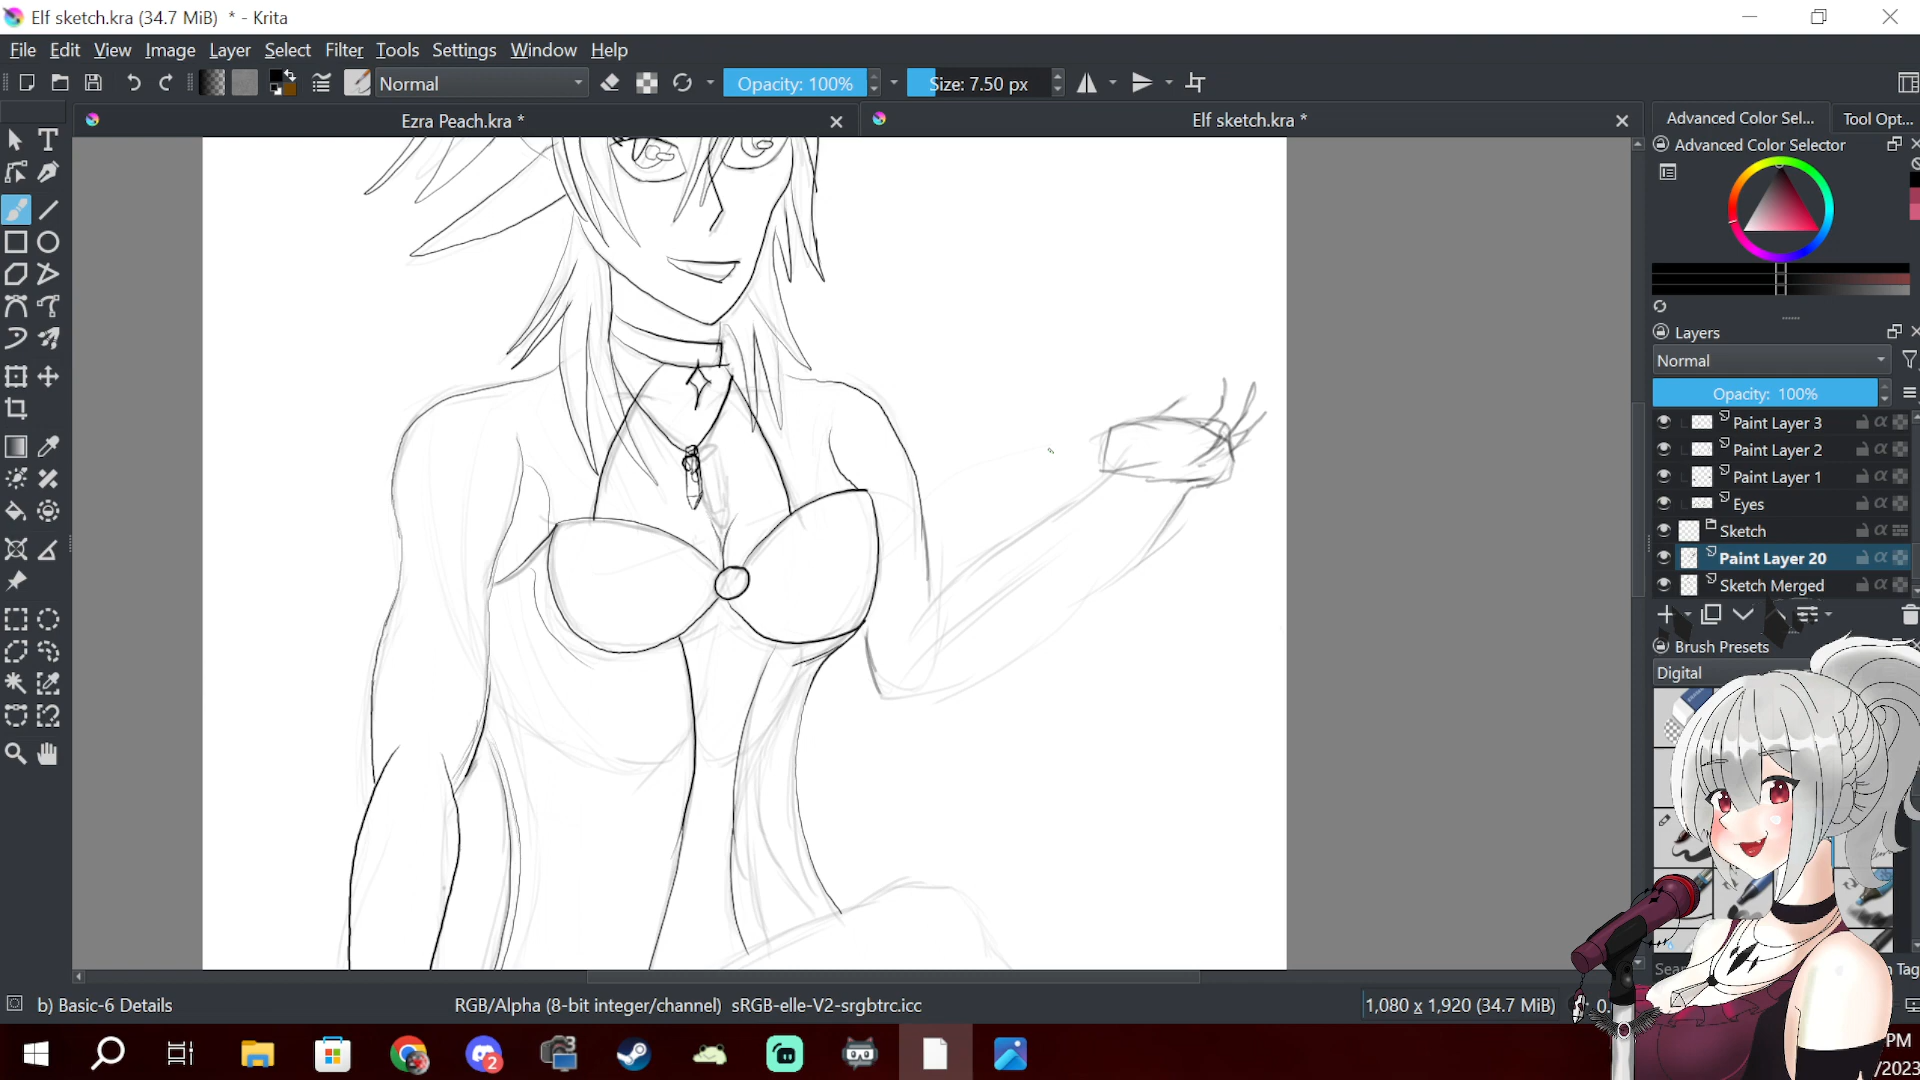 Elf sketch.kra (34.7 MiB) * - Krita
File Edit View Image Layer Select Filter Tools Settings Window Help
Normal Opacity: 100% Size: 7.50 px
Ezra Peach.kra * Elf sketch.kra * Advanced Color Sel... Tool Opt...
Advanced Color Selector
Layers
Normal
Opacity: 100%
Paint Layer 3
Paint Layer 2
Paint Layer 1
Eyes
Sketch
Paint Layer 20
Sketch Merged
Brush Presets
Digital
Tag
b) Basic-6 Details RGB/Alpha (8-bit integer/channel) sRGB-elle-V2-srgbtrc.icc 1,080 x 1,920 (34.7 MiB)
3
2
PM
/2023